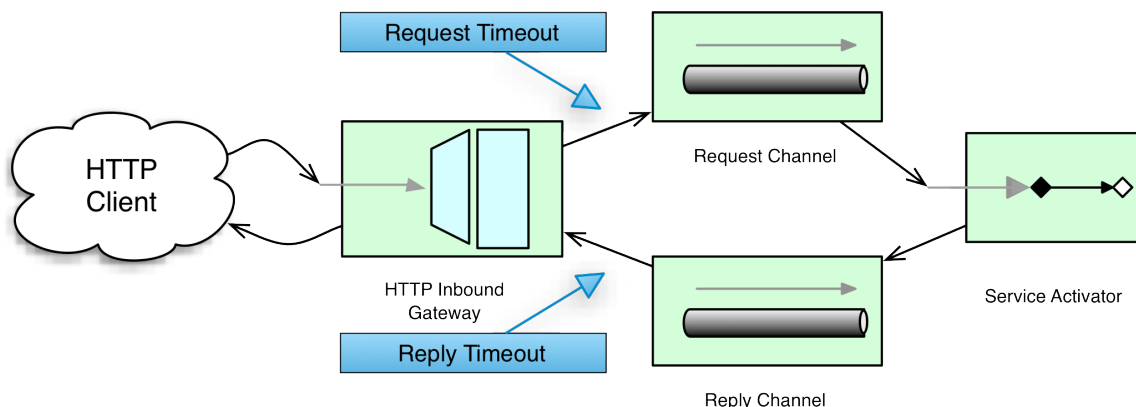 Request Timeout
Request Channel
HTTP
Client
HTTP Inbound
Gateway
Service Activator
Reply Timeout
Reply Channel